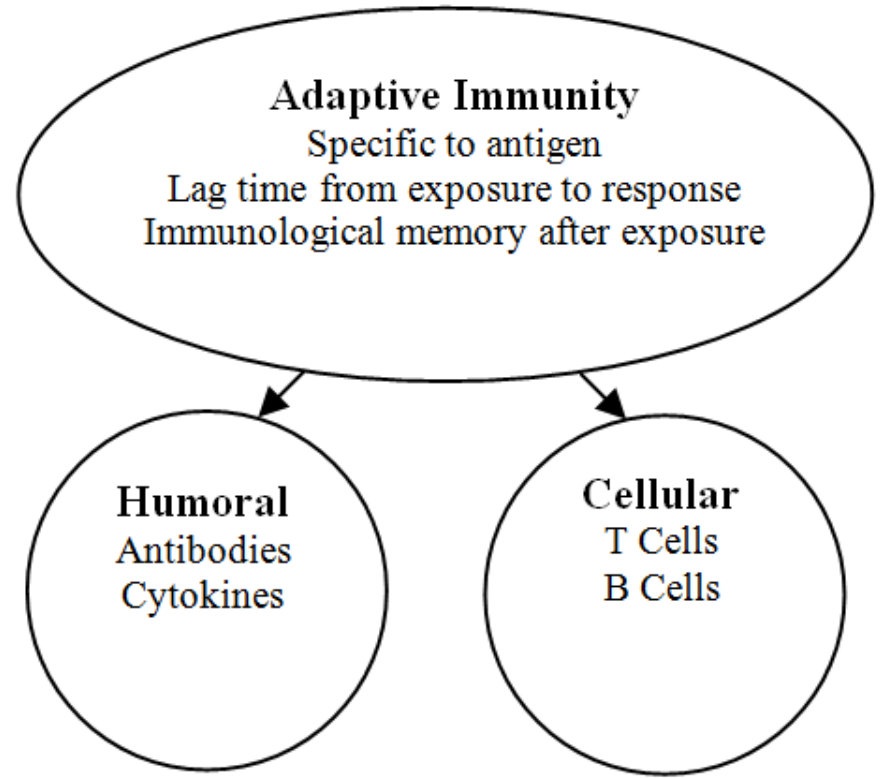 Adaptive Immunity
Specific to antigen
Lag time from exposure to response
Immunological memory after exposure
Humoral
Antibodies
Cytokines
Cellular
T Cells
B Cells